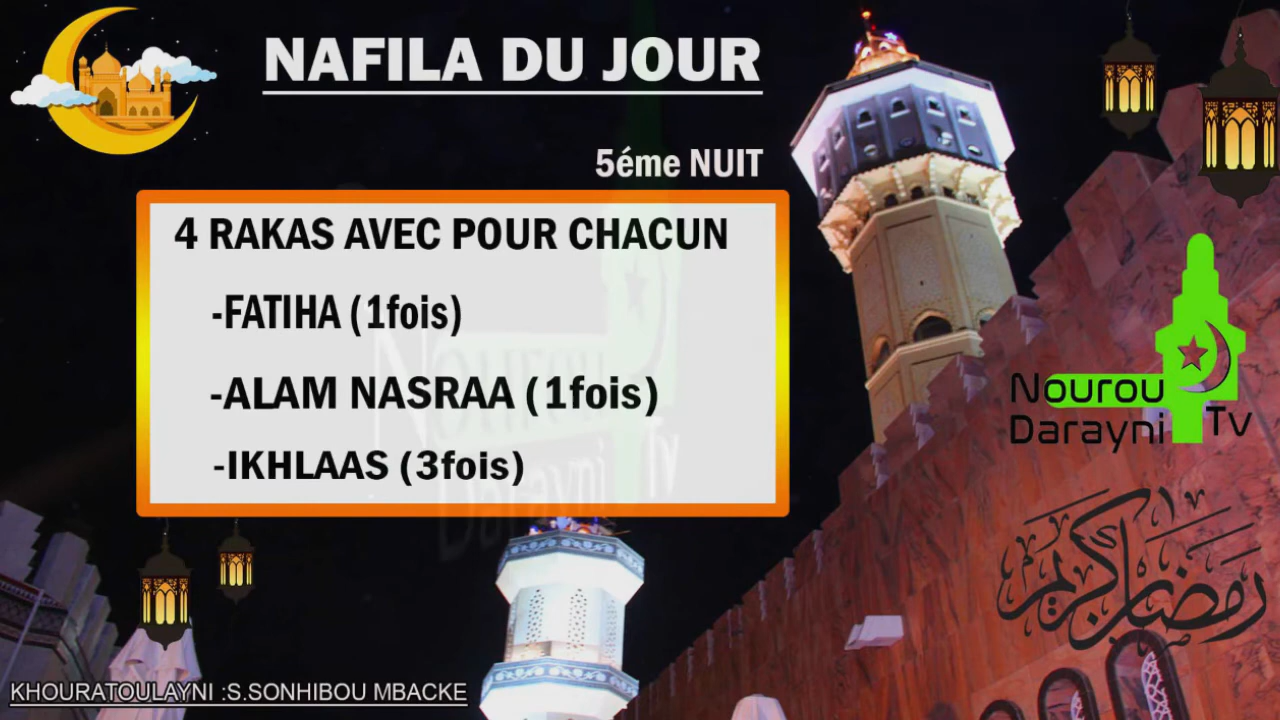 NAFILA DU JOUR
5éme NUIT
4 RAKAS AVEC POUR CHACUN
-FATIHA (1fois)
-ALAM NASRAA (1fois)
-IKHLAAS (3fois)
Nourou
Darayni Tv
رمضان كريم
KHOURATOULAYNI :S.SONHIBOU MBACKE